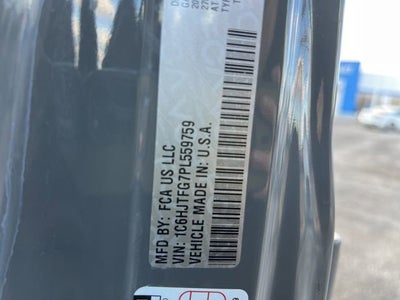 MFD. BY: FCA US LLC
VIN: 1C6HJTFG7PL559759
VEHICLE MADE IN: U.S.A.